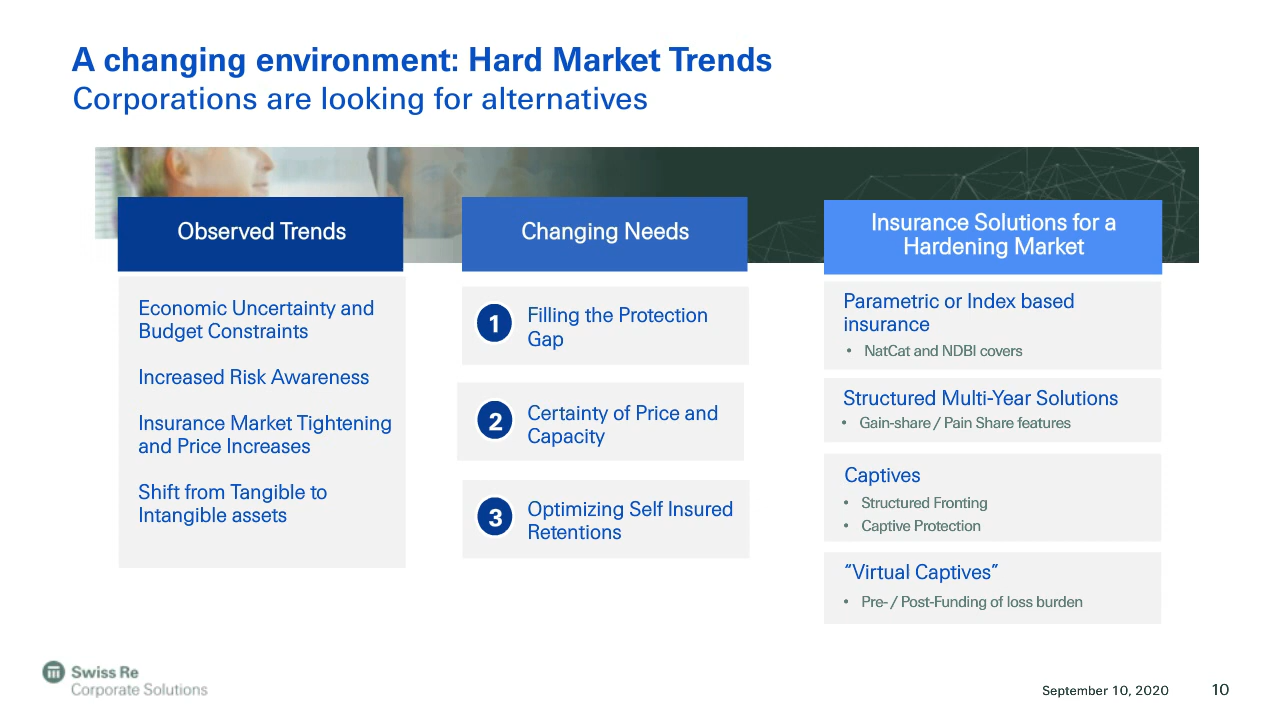 A changing environment: Hard Market Trends
Corporations are looking for alternatives
Observed Trends
Economic Uncertainty and
Budget Constraints
Increased Risk Awareness
Insurance Market Tightening
and Price Increases
Shift from Tangible to
Intangible assets
Changing Needs
1 Filling the Protection
Gap
2 Certainty of Price and
Capacity
3 Optimizing Self Insured
Retentions
Insurance Solutions for a
Hardening Market
Parametric or Index based
insurance
• NatCat and NDBI covers
Structured Multi-Year Solutions
• Gain-share / Pain Share features
Captives
• Structured Fronting
• Captive Protection
“Virtual Captives”
• Pre- / Post-Funding of loss burden
Swiss Re
Corporate Solutions
September 10, 2020 10